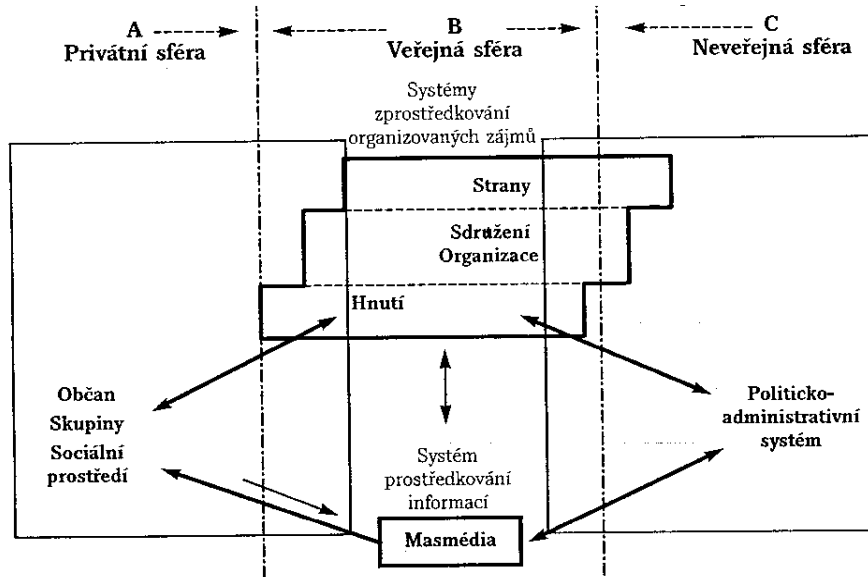 A
Privátní sféra
B
Veřejná sféra
C
Neveřejná sféra
Systémy
zprostředkování
organizovaných zájmů
Strany
Sdružení
Organizace
Hnutí
Občan
Skupiny
Sociální
prostředí
Politicko-
administrativní
systém
Systém
prostředkování
informací
Masmédia